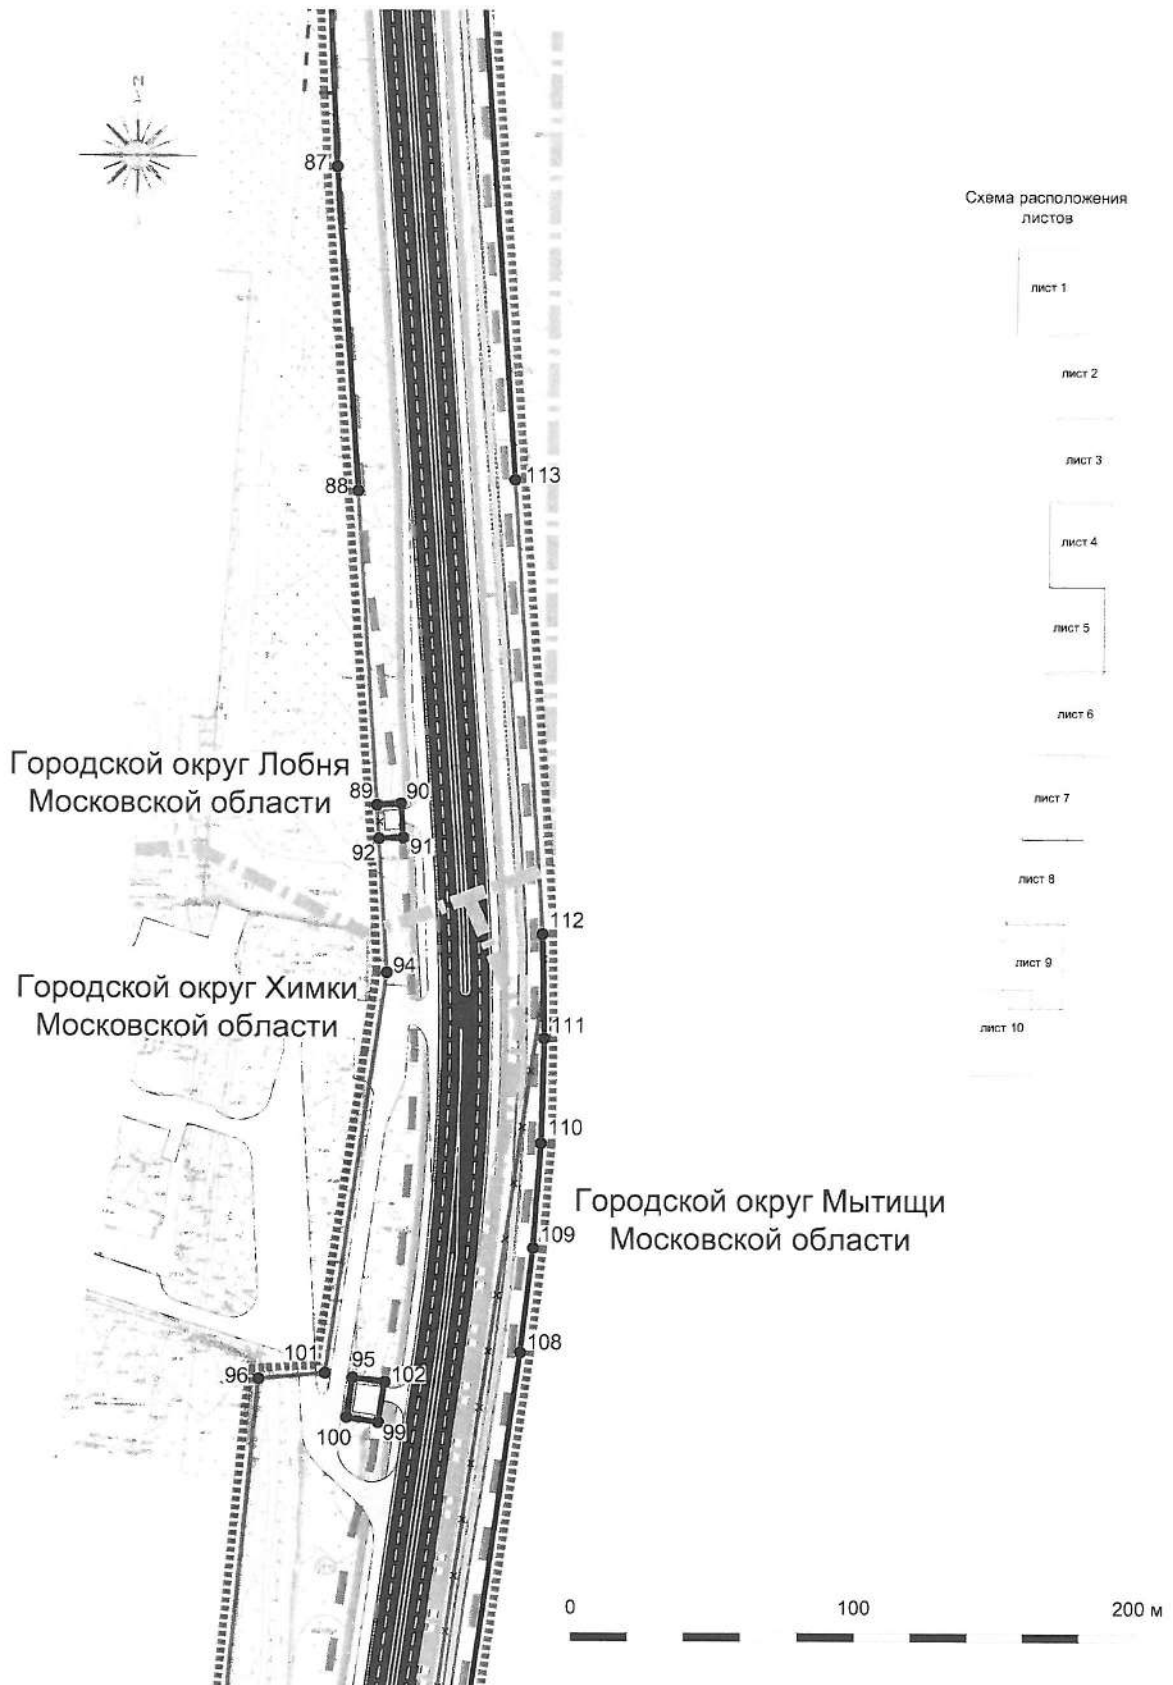 N
87
Схема расположения
листов
лист 1
лист 2
113
лист 3
88
лист 4
лист 5
лист 6
Городской округ Лобня
Московской области
89
90
лист 7
92
91
лист 8
112
94
лист 9
Городской округ Химки
Московской области
111
лист 10
110
Городской округ Мытищи
Московской области
109
108
101
95
96
102
100
99
0
100
200 м